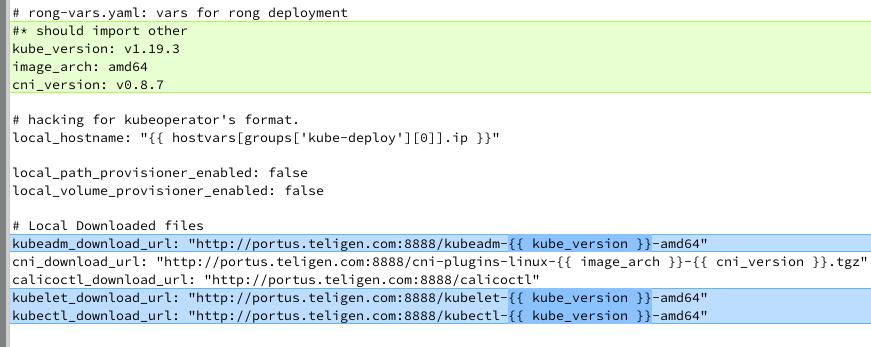 # rong-vars.yaml: vars for rong deployment
#* should import other
kube_version: v1.19.3
image_arch: amd64
cni_version: v0.8.7
# hacking for kubeoperator's format.
local_hostname: "{{ hostvars[groups['kube-deploy'][0]].ip }}"
local_path_provisioner_enabled: false
local_volume_provisioner_enabled: false
# Local Downloaded files
kubeadm_download_url: "http://portus.teligen.com:8888/kubeadm-{{ kube_version }}-amd64"
cni_download_url: "http://portus.teligen.com:8888/cni-plugins-linux-{{ image_arch }}-{{ cni_version }}.tgz"
calicoctl_download_url: "http://portus.teligen.com:8888/calicoctl"
kubelet_download_url: "http://portus.teligen.com:8888/kubelet-{{ kube_version }}-amd64"
kubectl_download_url: "http://portus.teligen.com:8888/kubectl-{{ kube_version }}-amd64"